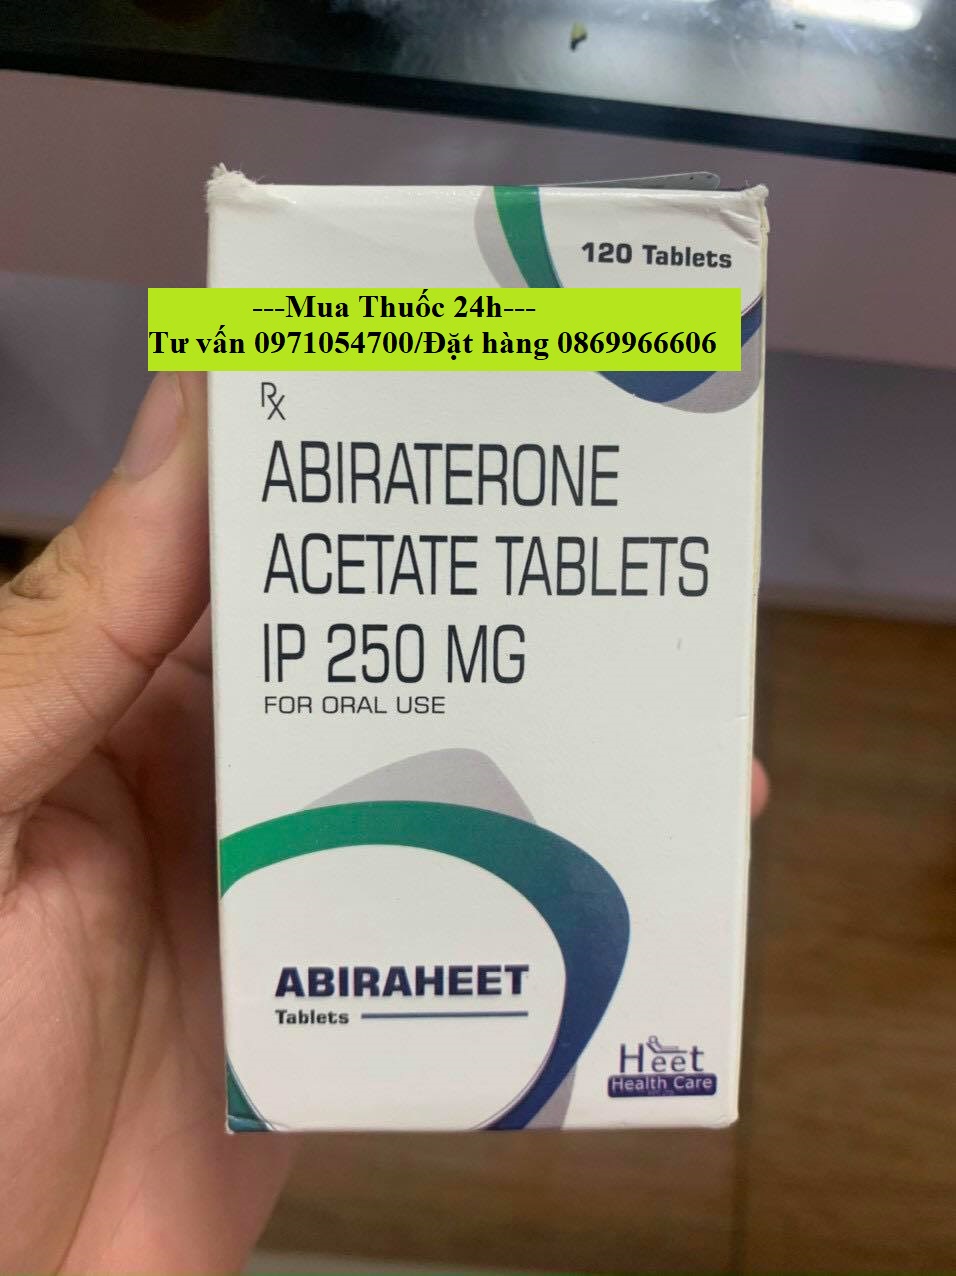 120 Tablets
---Mua Thuốc 24h---
Tư vấn 0971054700/Đặt hàng 0869966606
Rx
ABIRATERONE
ACETATE TABLETS
IP 250 MG
FOR ORAL USE
ABIRAHEET
Tablets
Heet
Health Care